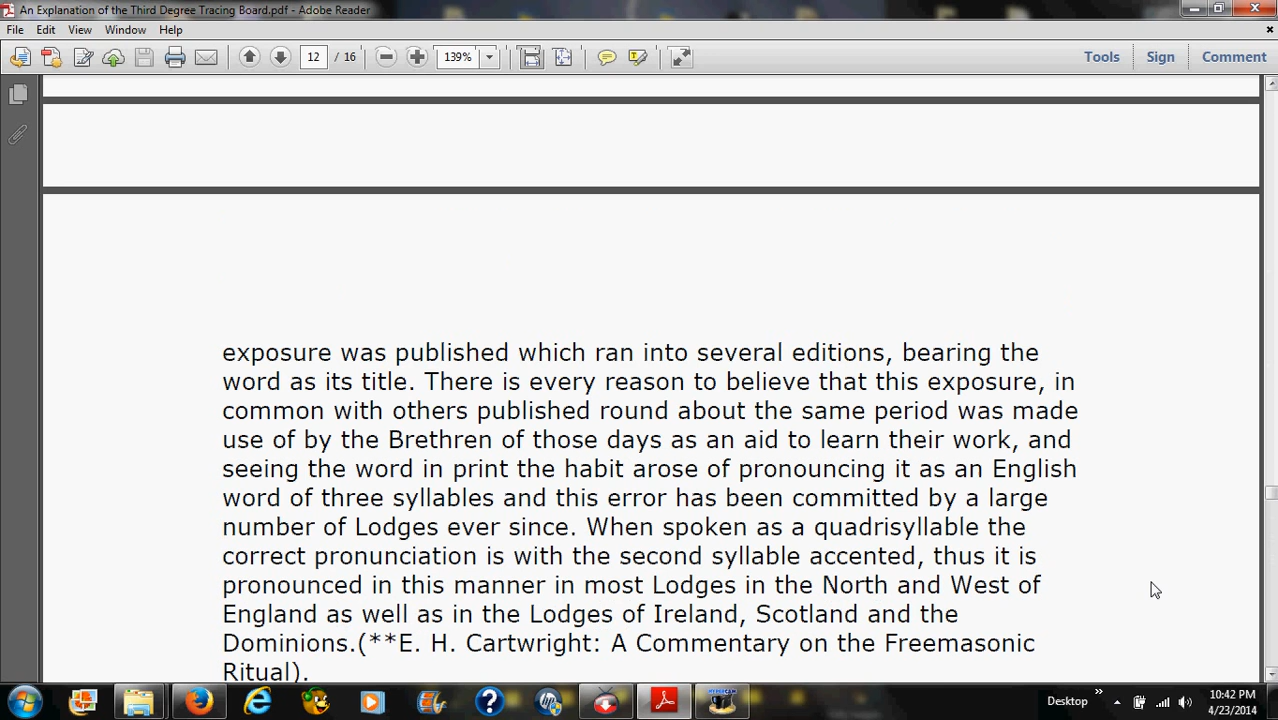 An Explanation of the Third Degree Tracing Board.pdf - Adobe Reader
File Edit View Window Help
12 / 16 139% Tools Sign Comment
exposure was published which ran into several editions, bearing the
word as its title. There is every reason to believe that this exposure, in
common with others published round about the same period was made
use of by the Brethren of those days as an aid to learn their work, and
seeing the word in print the habit arose of pronouncing it as an English
word of three syllables and this error has been committed by a large
number of Lodges ever since. When spoken as a quadrisyllable the
correct pronunciation is with the second syllable accented, thus it is
pronounced in this manner in most Lodges in the North and West of
England as well as in the Lodges of Ireland, Scotland and the
Dominions.(**E. H. Cartwright: A Commentary on the Freemasonic
Ritual).
Desktop
10:42 PM
4/23/2014